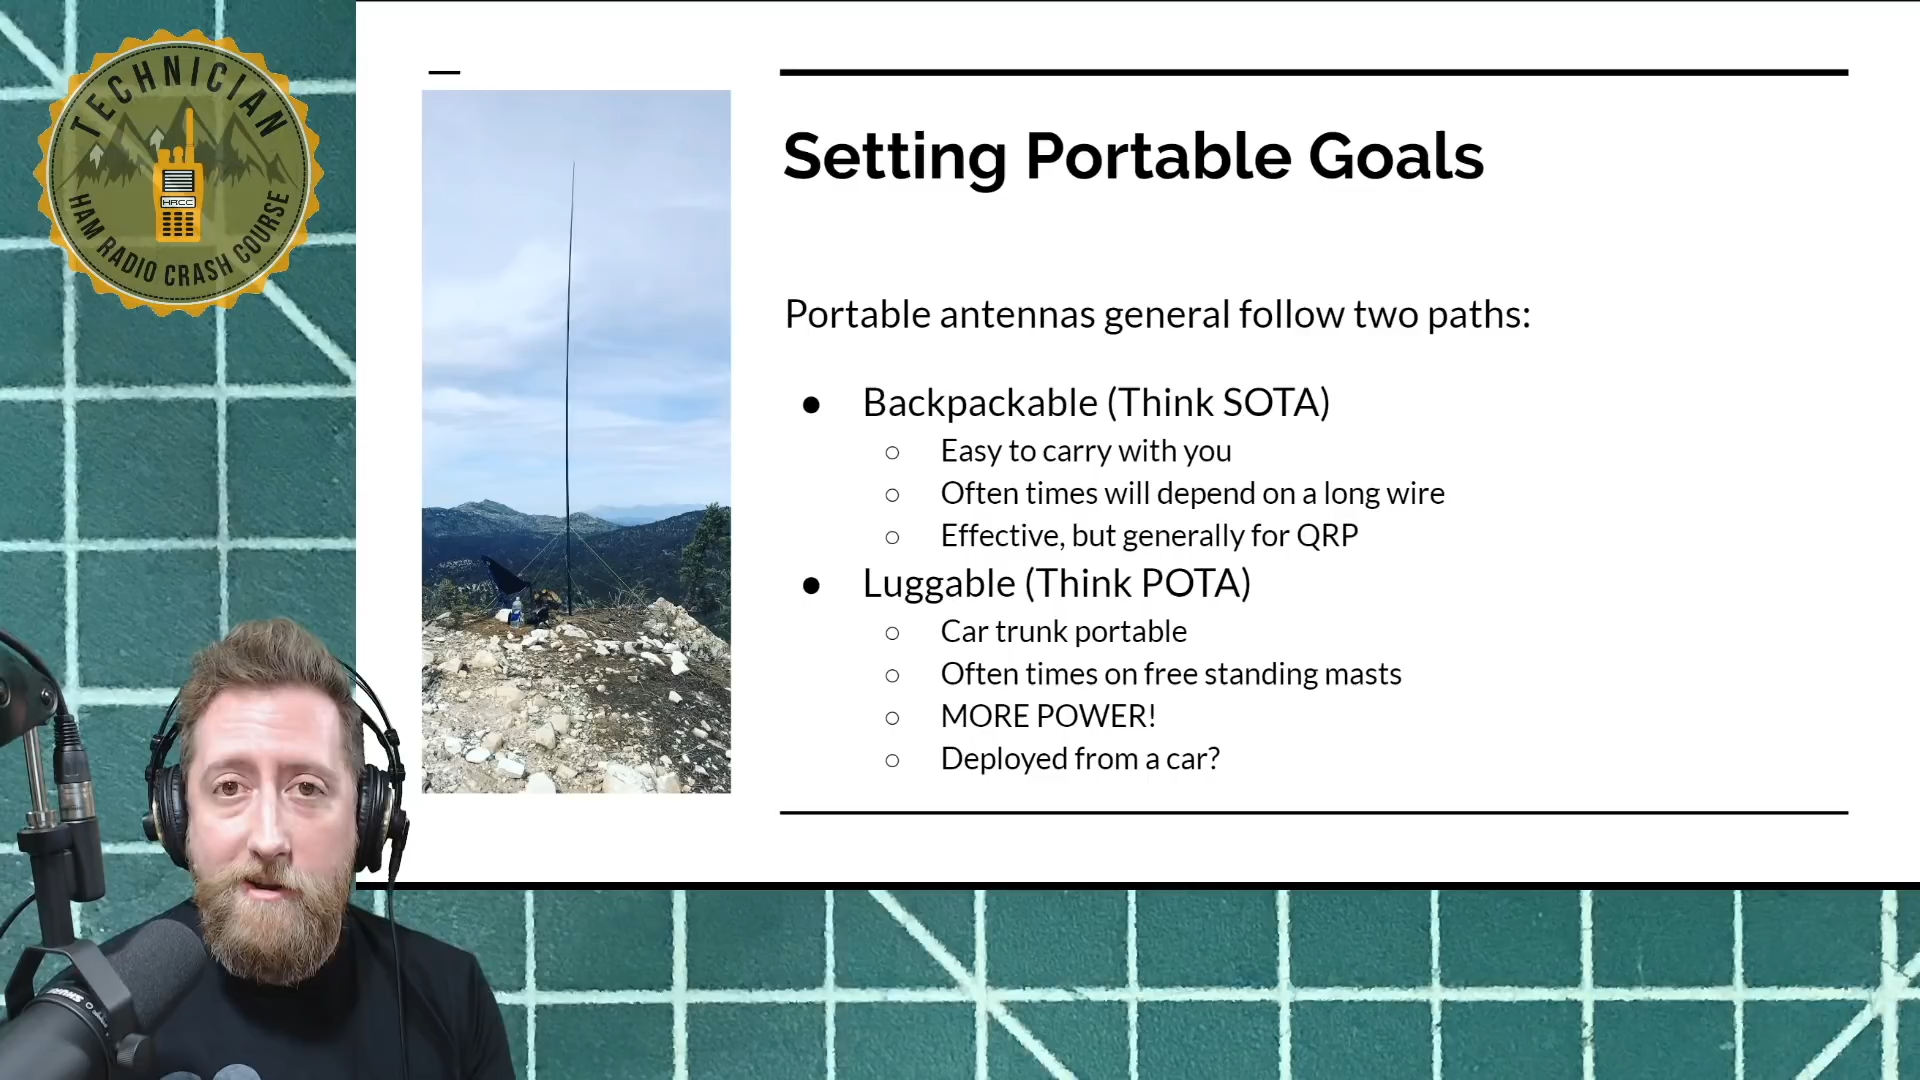 TECHNICIAN
HRCC
HAM RADIO CRASH COURSE
Setting Portable Goals
Portable antennas general follow two paths:
● Backpackable (Think SOTA)
○ Easy to carry with you
○ Often times will depend on a long wire
○ Effective, but generally for QRP
● Luggable (Think POTA)
○ Car trunk portable
○ Often times on free standing masts
○ MORE POWER!
○ Deployed from a car?
SHURE